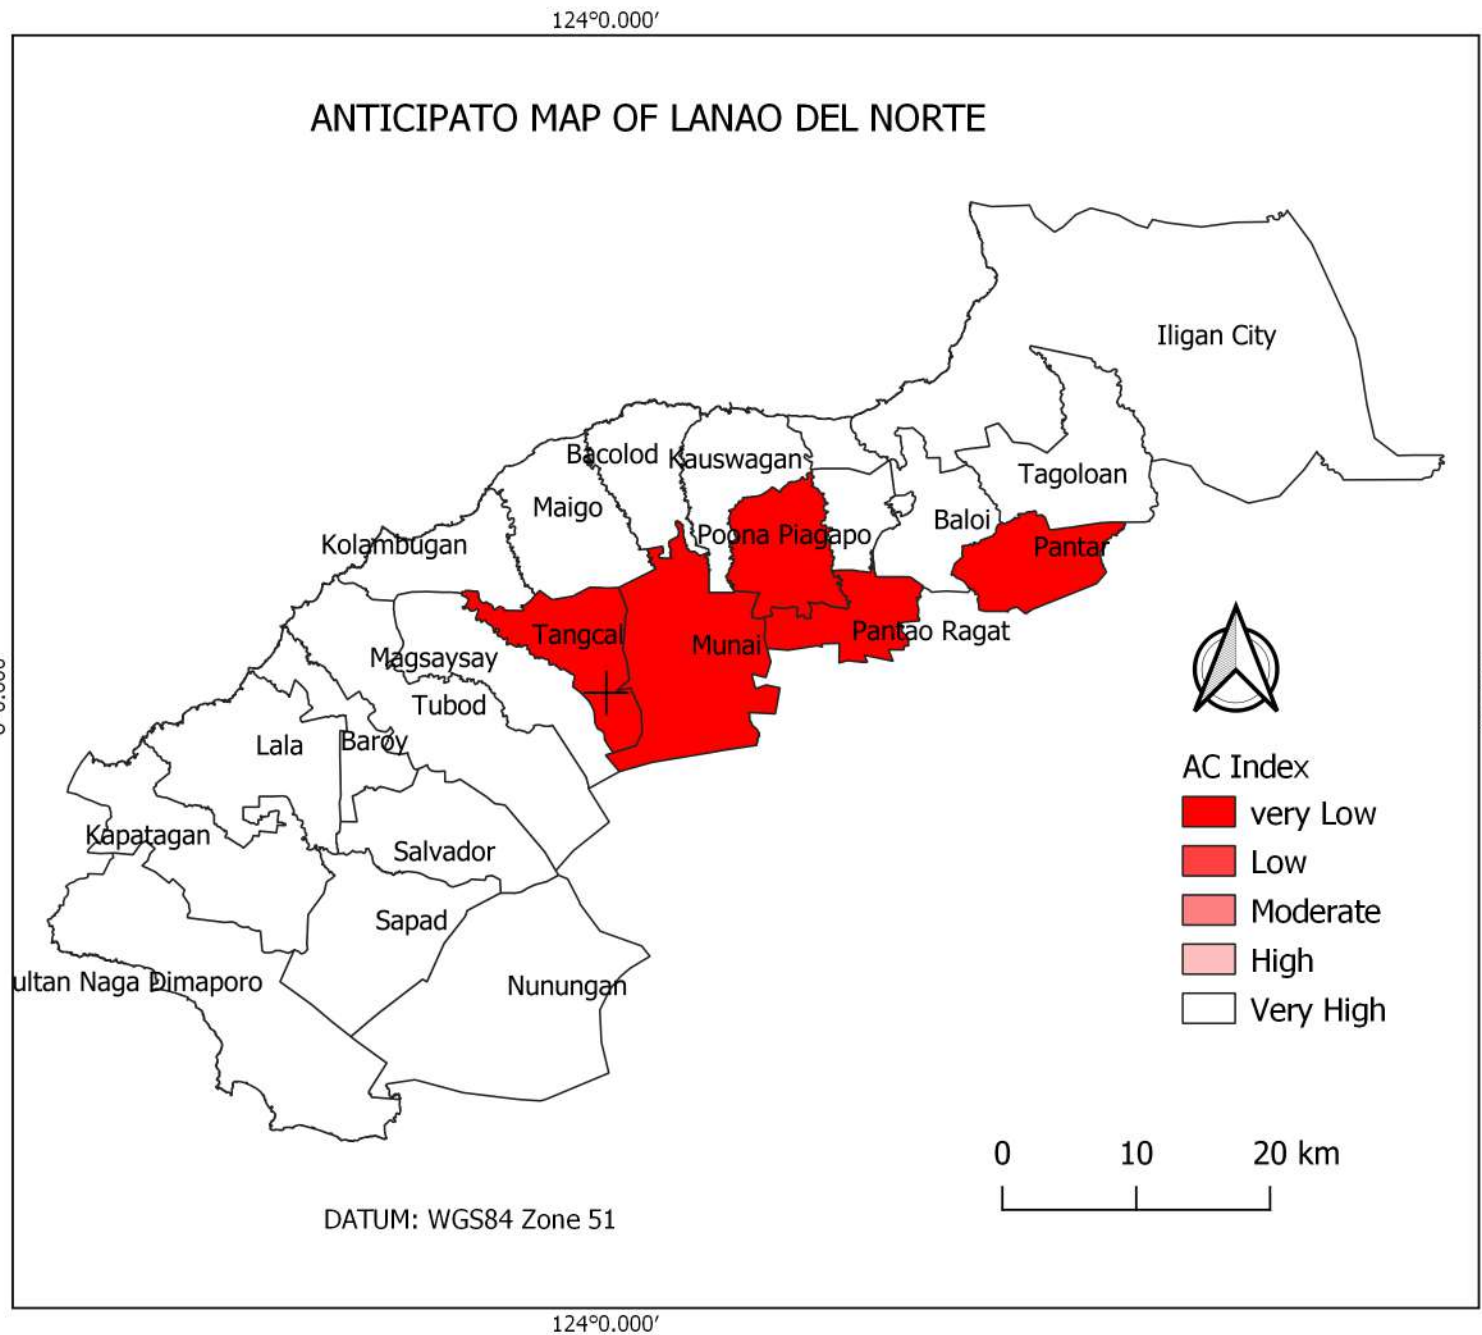 124°0.000′
ANTICIPATO MAP OF LANAO DEL NORTE
Iligan City
Bacolod
Kauswagan
Tagoloan
Maigo
Baloi
Poona Piagapo
Kolambugan
Pantar
Tangcal
Pantao Ragat
Munai
Magsaysay
Tubod
Lala
Baroy
Kapatagan
Salvador
Sapad
ultan Naga Dimaporo
Nunungan
AC Index
very Low
Low
Moderate
High
Very High
0 10 20 km
DATUM: WGS84 Zone 51
124°0.000′